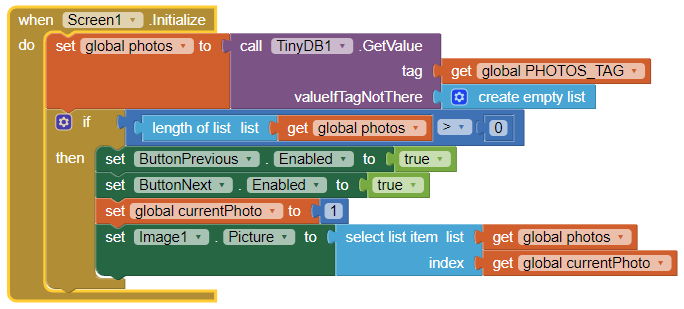 when Screen1 .Initialize
do set global photos to call TinyDB1 .GetValue
tag get global PHOTOS_TAG
valueIfTagNotThere create empty list
if length of list list get global photos > 0
then set ButtonPrevious . Enabled to true
set ButtonNext . Enabled to true
set global currentPhoto to 1
set Image1 . Picture to select list item list get global photos
index get global currentPhoto